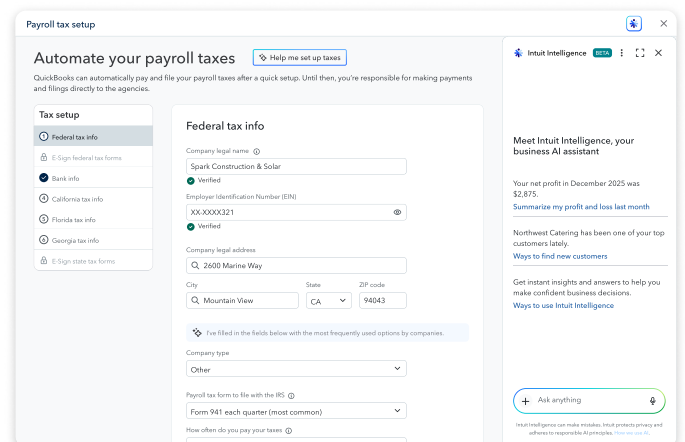 Payroll tax setup
Automate your payroll taxes
Help me set up taxes
QuickBooks can automatically pay and file your payroll taxes after a quick setup. Until then, you're responsible for making payments
and filings directly to the agencies.
Tax setup
1 Federal tax info
E-Sign federal tax forms
Bank info
4 California tax info
5 Florida tax info
6 Georgia tax info
E-Sign state tax forms
Federal tax info
Company legal name
Spark Construction & Solar
Verified
Employer Identification Number (EIN)
XX-XXXX321
Verified
Company legal address
2600 Marine Way
City State ZIP code
Mountain View CA 94043
I've filled in the fields below with the most frequently used options by companies.
Company type
Other
Payroll tax form to file with the IRS
Form 941 each quarter (most common)
How often do you pay your taxes
Intuit Intelligence BETA
Meet Intuit Intelligence, your
business AI assistant
Your net profit in December 2025 was
$2,875.
Summarize my profit and loss last month
Northwest Catering has been one of your top
customers lately.
Ways to find new customers
Get instant insights and answers to help you
make confident business decisions.
Ways to use Intuit Intelligence
Ask anything
Intuit Intelligence can make mistakes. Intuit protects privacy and
adheres to responsible AI principles. How we use AI.